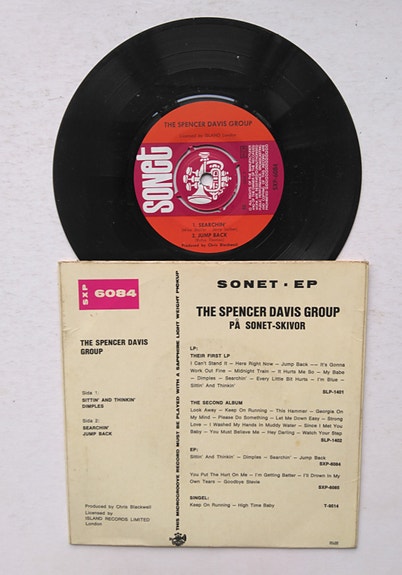 THE SPENCER DAVIS GROUP
Licensed by ISLAND London
sonet
1. SEARCHIN'
2. JUMP BACK
Produced by Chris Blackwell
SXP 6084
THE SPENCER DAVIS
GROUP
Side 1:
SITTIN' AND THINKIN'
DIMPLES
Side 2:
SEARCHIN'
JUMP BACK
Produced by Chris Blackwell
Licensed by
ISLAND RECORDS LIMITED
London
THIS MICROGROOVE RECORD MUST BE PLAYED WITH A SAPPHIRE LIGHT WEIGHT PICKUP
SONET · EP
THE SPENCER DAVIS GROUP
PÅ SONET-SKIVOR
LP:
THEIR FIRST LP
I Can't Stand It — Here Right Now — Jump Back — It's Gonna
Work Out Fine — Midnight Train — It Hurts Me So — My Babe
— Dimples — Searchin' — Every Little Bit Hurts — I'm Blue —
Sittin' And Thinkin'
SLP-1401
THE SECOND ALBUM
Look Away — Keep On Running — This Hammer — Georgia On
My Mind — Please Do Something — Let Me Down Easy — Strong
Love — I Washed My Hands In Muddy Water — Since I Met You
Baby — You Must Believe Me — Hey Darling — Watch Your Step
SLP-1402
EP:
Sittin' And Thinkin' — Dimples — Searchin' — Jump Back
SXP-6084
You Put The Hurt On Me — I'm Getting Better — I'll Drown In My
Own Tears — Goodbye Stevie
SXP-6085
SINGEL:
Keep On Running — High Time Baby
T-9514